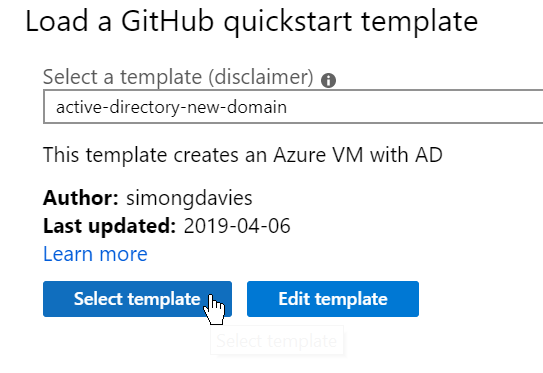 Load a GitHub quickstart template
Select a template (disclaimer)
active-directory-new-domain
This template creates an Azure VM with AD
Author: simongdavies
Last updated: 2019-04-06
Learn more
Select template Edit template
Select template